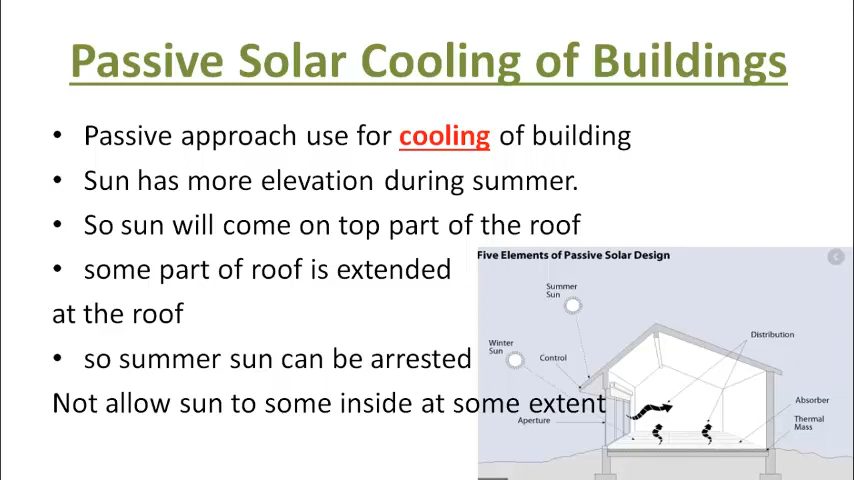 Passive Solar Cooling of Buildings
• Passive approach use for cooling of building
• Sun has more elevation during summer.
• So sun will come on top part of the roof
• some part of roof is extended
at the roof
• so summer sun can be arrested
Not allow sun to some inside at some extent
Five Elements of Passive Solar Design
Summer
Sun
Winter
Sun
Control
Distribution
Absorber
Thermal
Mass
Aperture